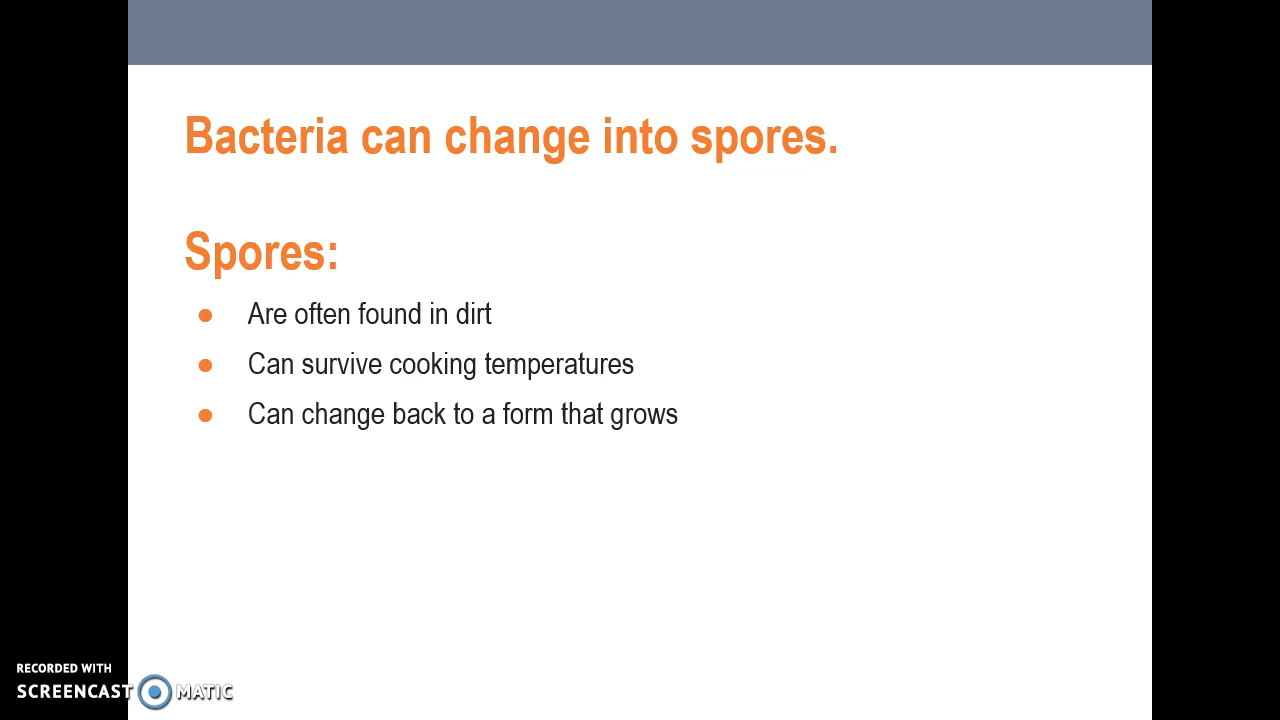 Bacteria can change into spores.
Spores:
● Are often found in dirt
● Can survive cooking temperatures
● Can change back to a form that grows
RECORDED WITH
SCREENCAST MATIC